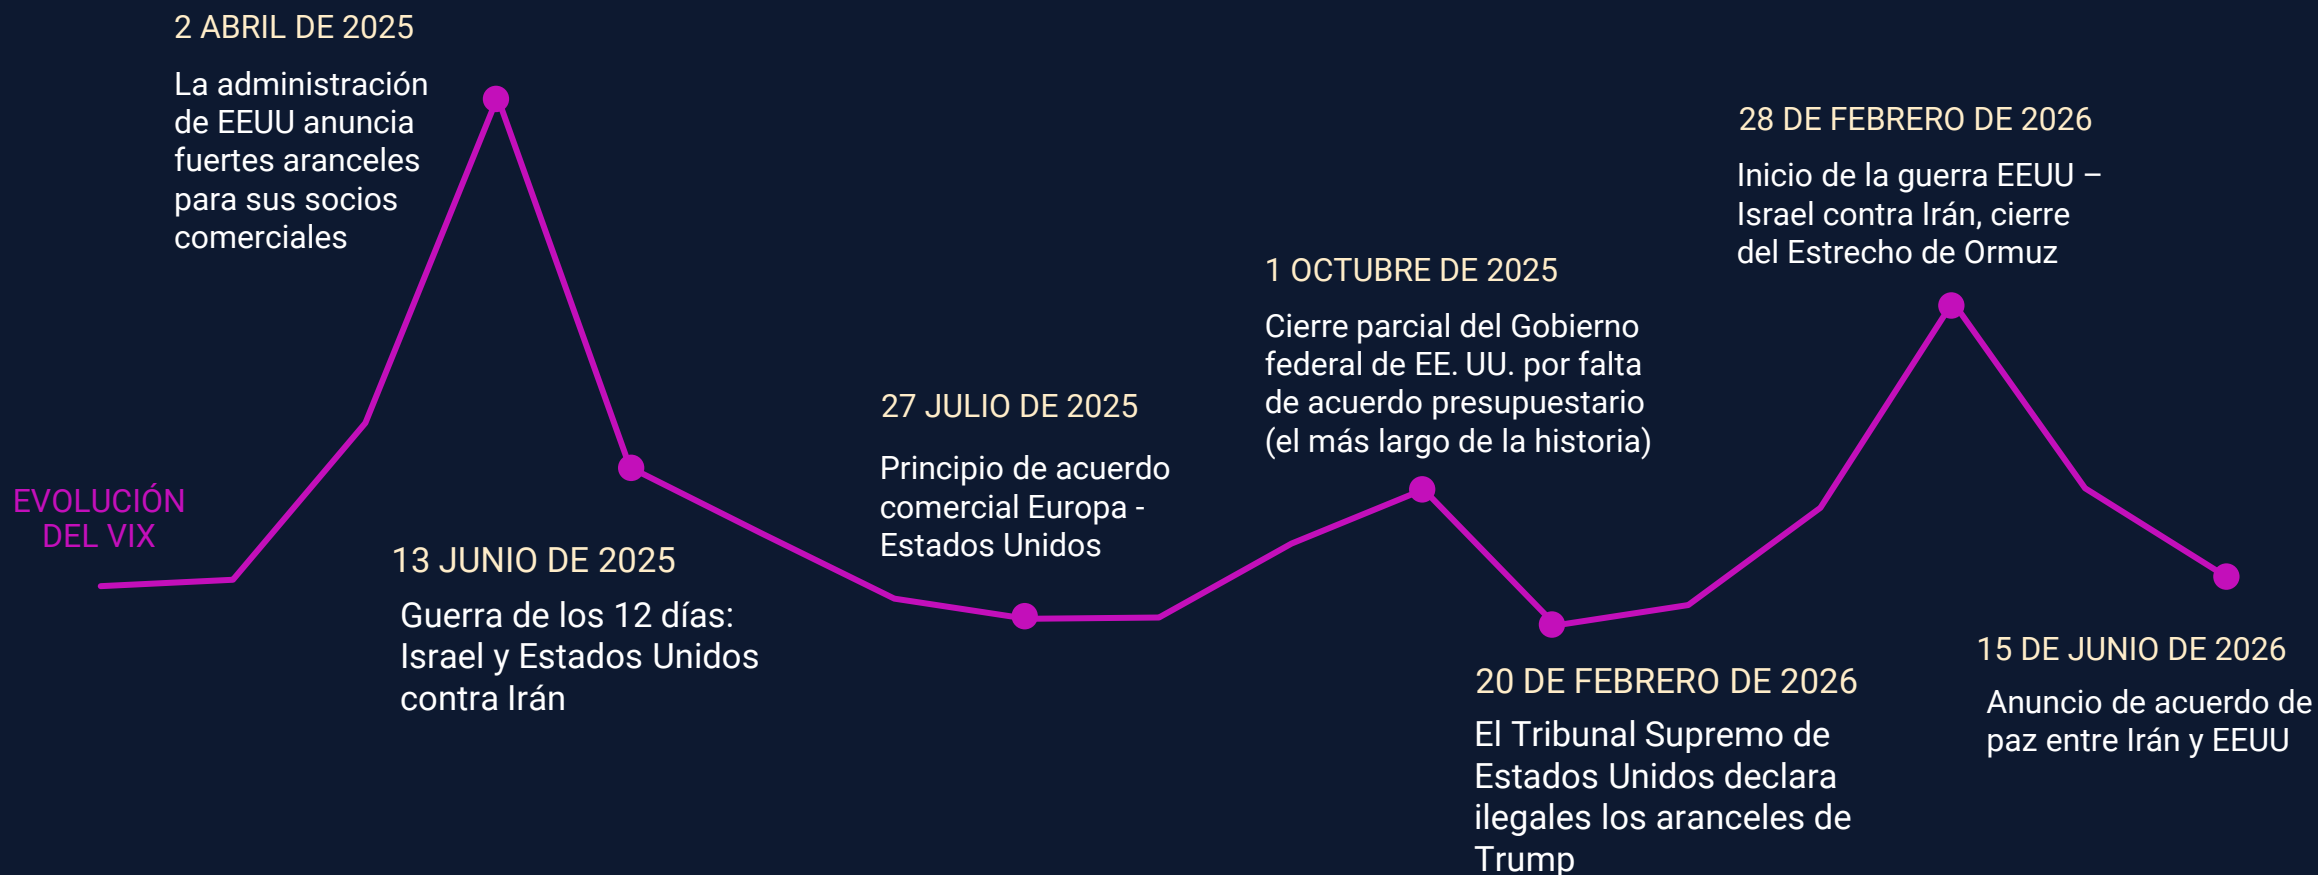 2 ABRIL DE 2025
La administración
de EEUU anuncia
fuertes aranceles
para sus socios
comerciales
EVOLUCIÓN
DEL VIX
13 JUNIO DE 2025
Guerra de los 12 días:
Israel y Estados Unidos
contra Irán
27 JULIO DE 2025
Principio de acuerdo
comercial Europa -
Estados Unidos
1 OCTUBRE DE 2025
Cierre parcial del Gobierno
federal de EE. UU. por falta
de acuerdo presupuestario
(el más largo de la historia)
20 DE FEBRERO DE 2026
El Tribunal Supremo de
Estados Unidos declara
ilegales los aranceles de
Trump
28 DE FEBRERO DE 2026
Inicio de la guerra EEUU –
Israel contra Irán, cierre
del Estrecho de Ormuz
15 DE JUNIO DE 2026
Anuncio de acuerdo de
paz entre Irán y EEUU